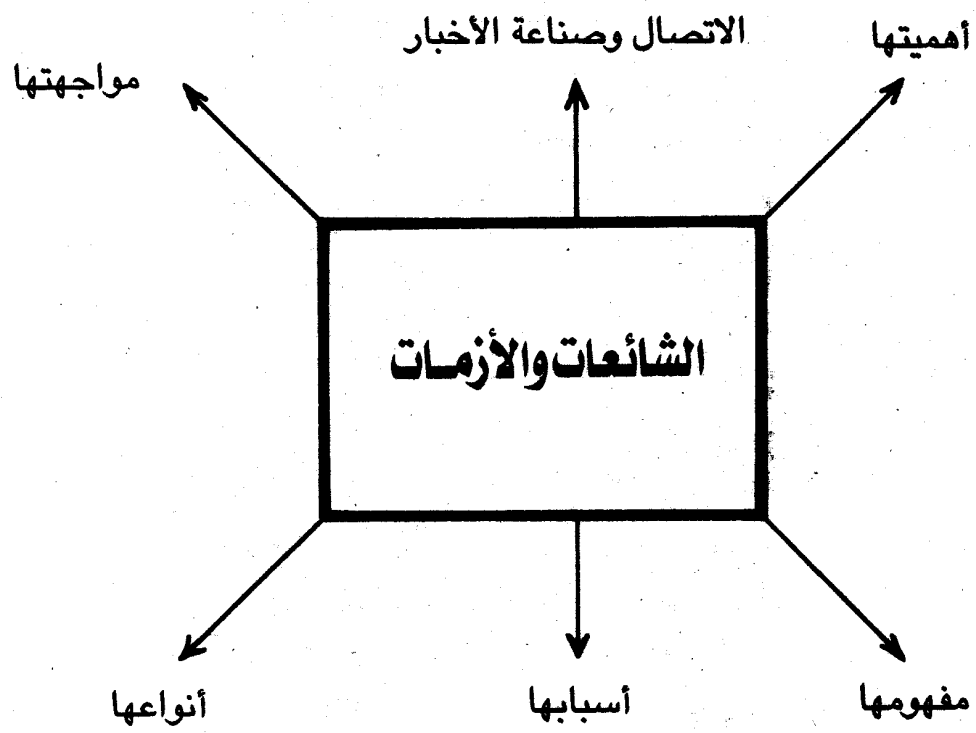 أهميتها
الاتصال وصناعة الأخبار
مواجهتها
الشائعات والأزمات
مفهومها
أسبابها
أنواعها